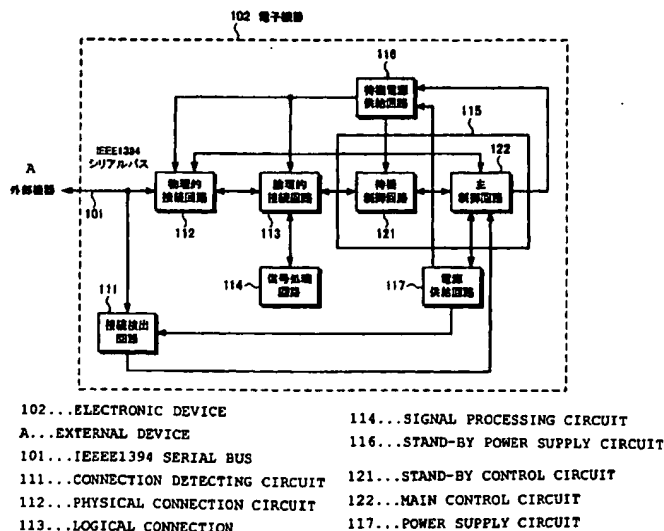 102 電子機器
116
待機電源
供給回路
115
IEEE1394
シリアルバス
122
A
外部機器
101
物理的
接続回路
112
論理的
接続回路
113
待機
制御回路
121
主
制御回路
114
信号処理
回路
117
電源
供給回路
111
接続検出
回路
102...ELECTRONIC DEVICE
A...EXTERNAL DEVICE
101...IEEEE1394 SERIAL BUS
111...CONNECTION DETECTING CIRCUIT
112...PHYSICAL CONNECTION CIRCUIT
113...LOGICAL CONNECTION
114...SIGNAL PROCESSING CIRCUIT
116...STAND-BY POWER SUPPLY CIRCUIT
121...STAND-BY CONTROL CIRCUIT
122...MAIN CONTROL CIRCUIT
117...POWER SUPPLY CIRCUIT